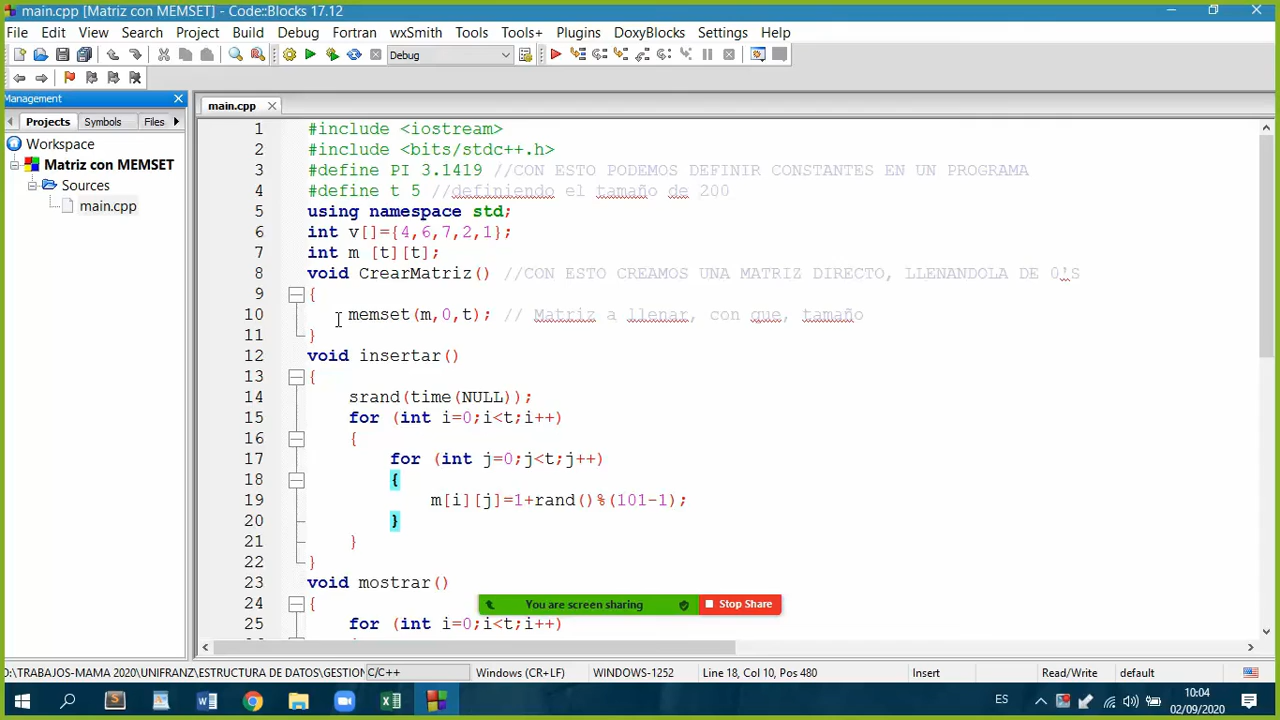 main.cpp [Matriz con MEMSET] - Code::Blocks 17.12
File Edit View Search Project Build Debug Fortran wxSmith Tools Tools+ Plugins DoxyBlocks Settings Help
Debug
Management
Projects Symbols Files
main.cpp
Workspace
Matriz con MEMSET
Sources
main.cpp
1 #include <iostream>
2 #include <bits/stdc++.h>
3 #define PI 3.1419 //CON ESTO PODEMOS DEFINIR CONSTANTES EN UN PROGRAMA
4 #define t 5 //definiendo el tamaño de 200
5 using namespace std;
6 int v[]={4,6,7,2,1};
7 int m [t][t];
8 void CrearMatriz() //CON ESTO CREAMOS UNA MATRIZ DIRECTO, LLENANDOLA DE 0'S
9 {
10 memset(m,0,t); // Matriz a llenar, con que, tamaño
11 }
12 void insertar()
13 {
14 srand(time(NULL));
15 for (int i=0;i<t;i++)
16 {
17 for (int j=0;j<t;j++)
18 {
19 m[i][j]=1+rand()%(101-1);
20 }
21 }
22 }
23 void mostrar()
24 {
25 for (int i=0;i<t;i++)
You are screen sharing Stop Share
D:\TRABAJOS-MAMA 2020\UNIFRANZ\ESTRUCTURA DE DATOS\GESTION C/C++ Windows (CR+LF) WINDOWS-1252 Line 18, Col 10, Pos 480 Insert Read/Write default
ES 10:04
02/09/2020